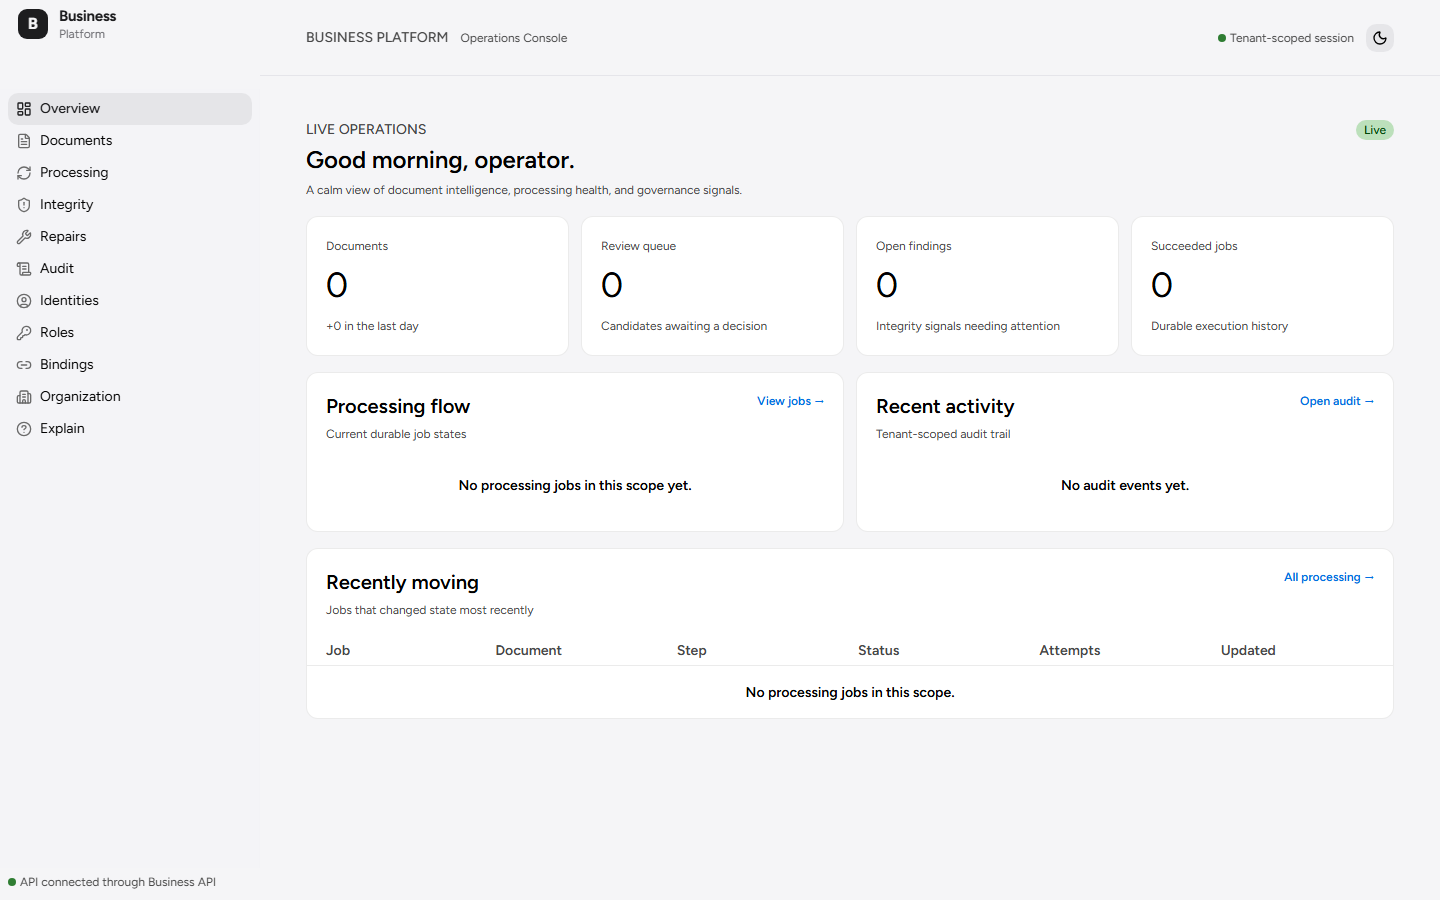 B
Business
Platform
BUSINESS PLATFORM Operations Console
Tenant-scoped session
Overview
Documents
Processing
Integrity
Repairs
Audit
Identities
Roles
Bindings
Organization
Explain
API connected through Business API
LIVE OPERATIONS
Live
Good morning, operator.
A calm view of document intelligence, processing health, and governance signals.
Documents
0
+0 in the last day
Review queue
0
Candidates awaiting a decision
Open findings
0
Integrity signals needing attention
Succeeded jobs
0
Durable execution history
Processing flow
View jobs →
Current durable job states
No processing jobs in this scope yet.
Recent activity
Open audit →
Tenant-scoped audit trail
No audit events yet.
Recently moving
All processing →
Jobs that changed state most recently
Job Document Step Status Attempts Updated
No processing jobs in this scope.